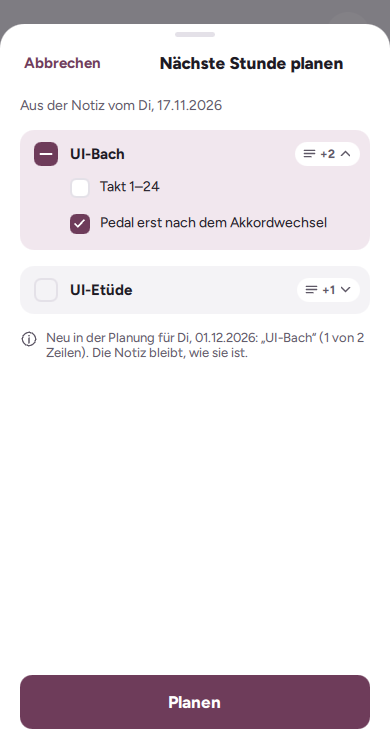 Abbrechen
Nächste Stunde planen
Aus der Notiz vom Di, 17.11.2026
UI-Bach
+2
Takt 1–24
Pedal erst nach dem Akkordwechsel
UI-Etüde
+1
Neu in der Planung für Di, 01.12.2026: „UI-Bach“ (1 von 2
Zeilen). Die Notiz bleibt, wie sie ist.
Planen